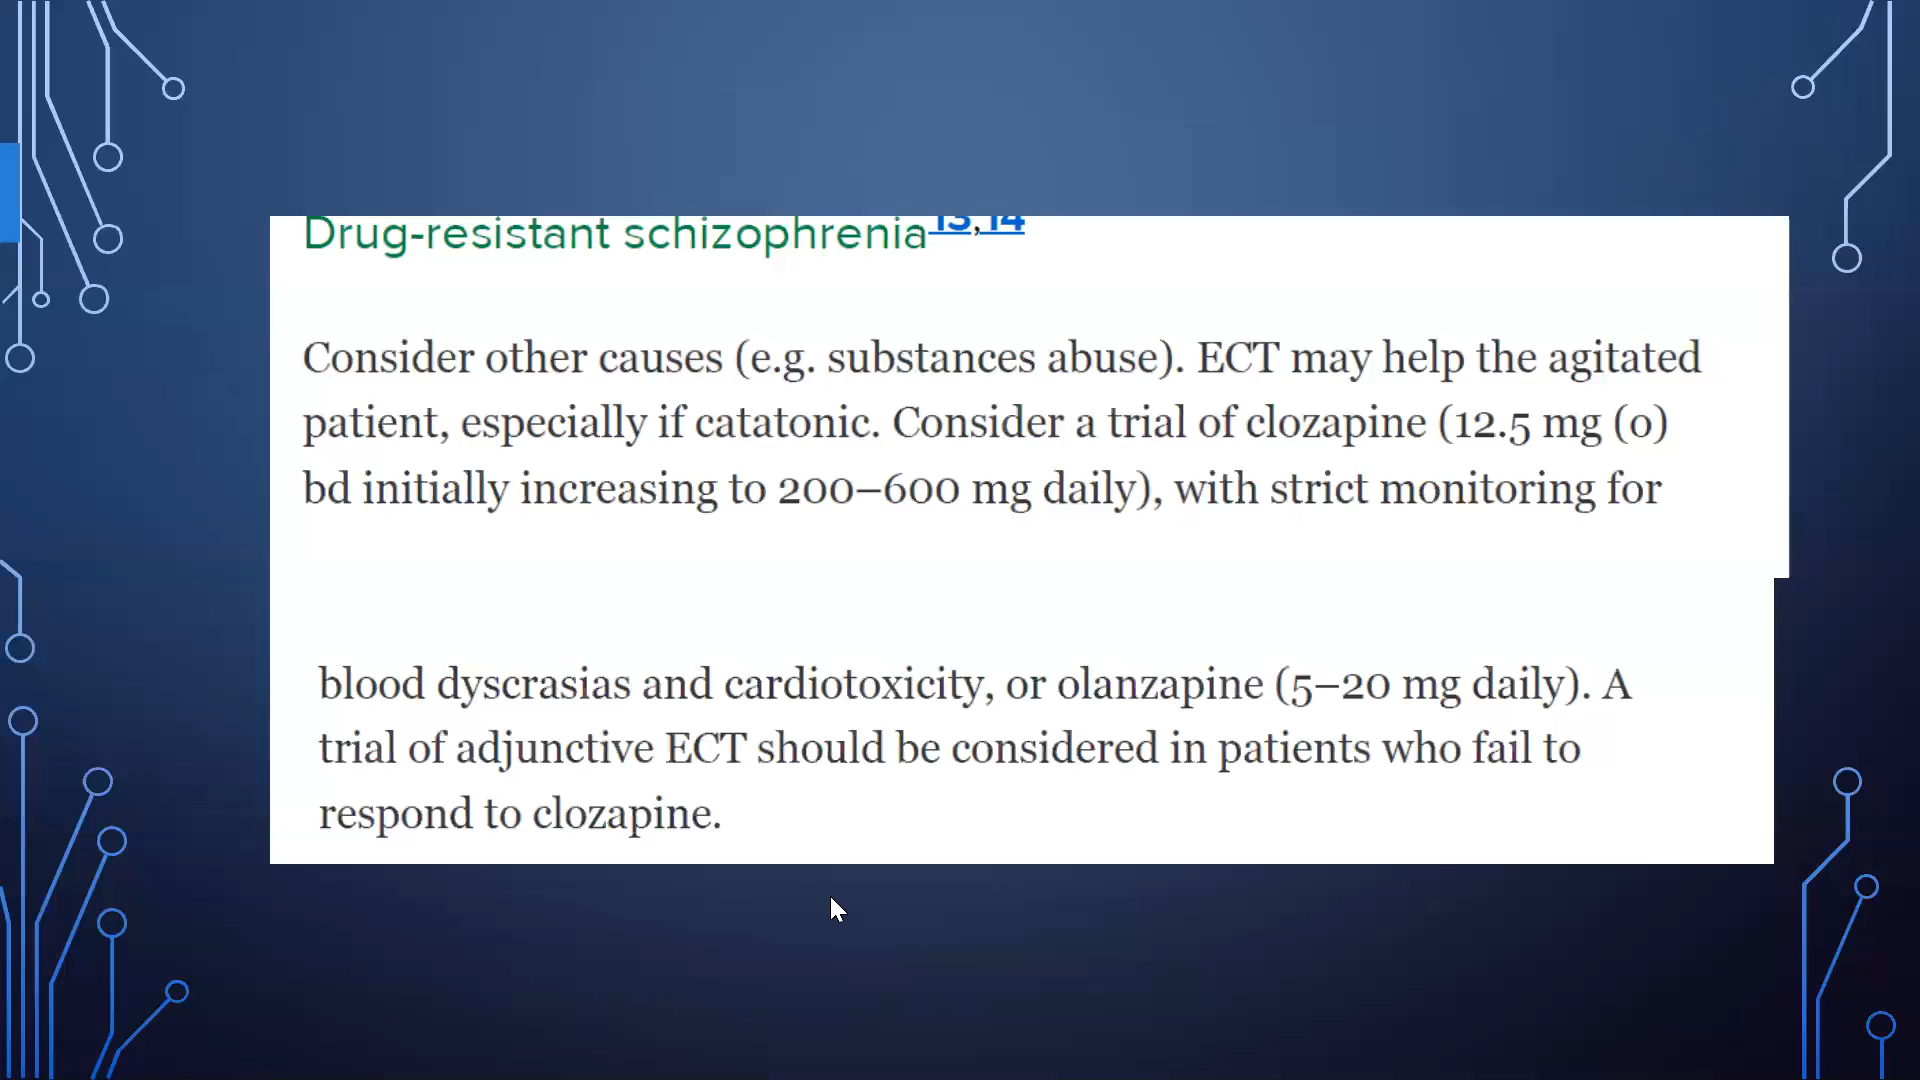 Drug-resistant schizophrenia13,14
Consider other causes (e.g. substances abuse). ECT may help the agitated
patient, especially if catatonic. Consider a trial of clozapine (12.5 mg (o)
bd initially increasing to 200–600 mg daily), with strict monitoring for
blood dyscrasias and cardiotoxicity, or olanzapine (5–20 mg daily). A
trial of adjunctive ECT should be considered in patients who fail to
respond to clozapine.